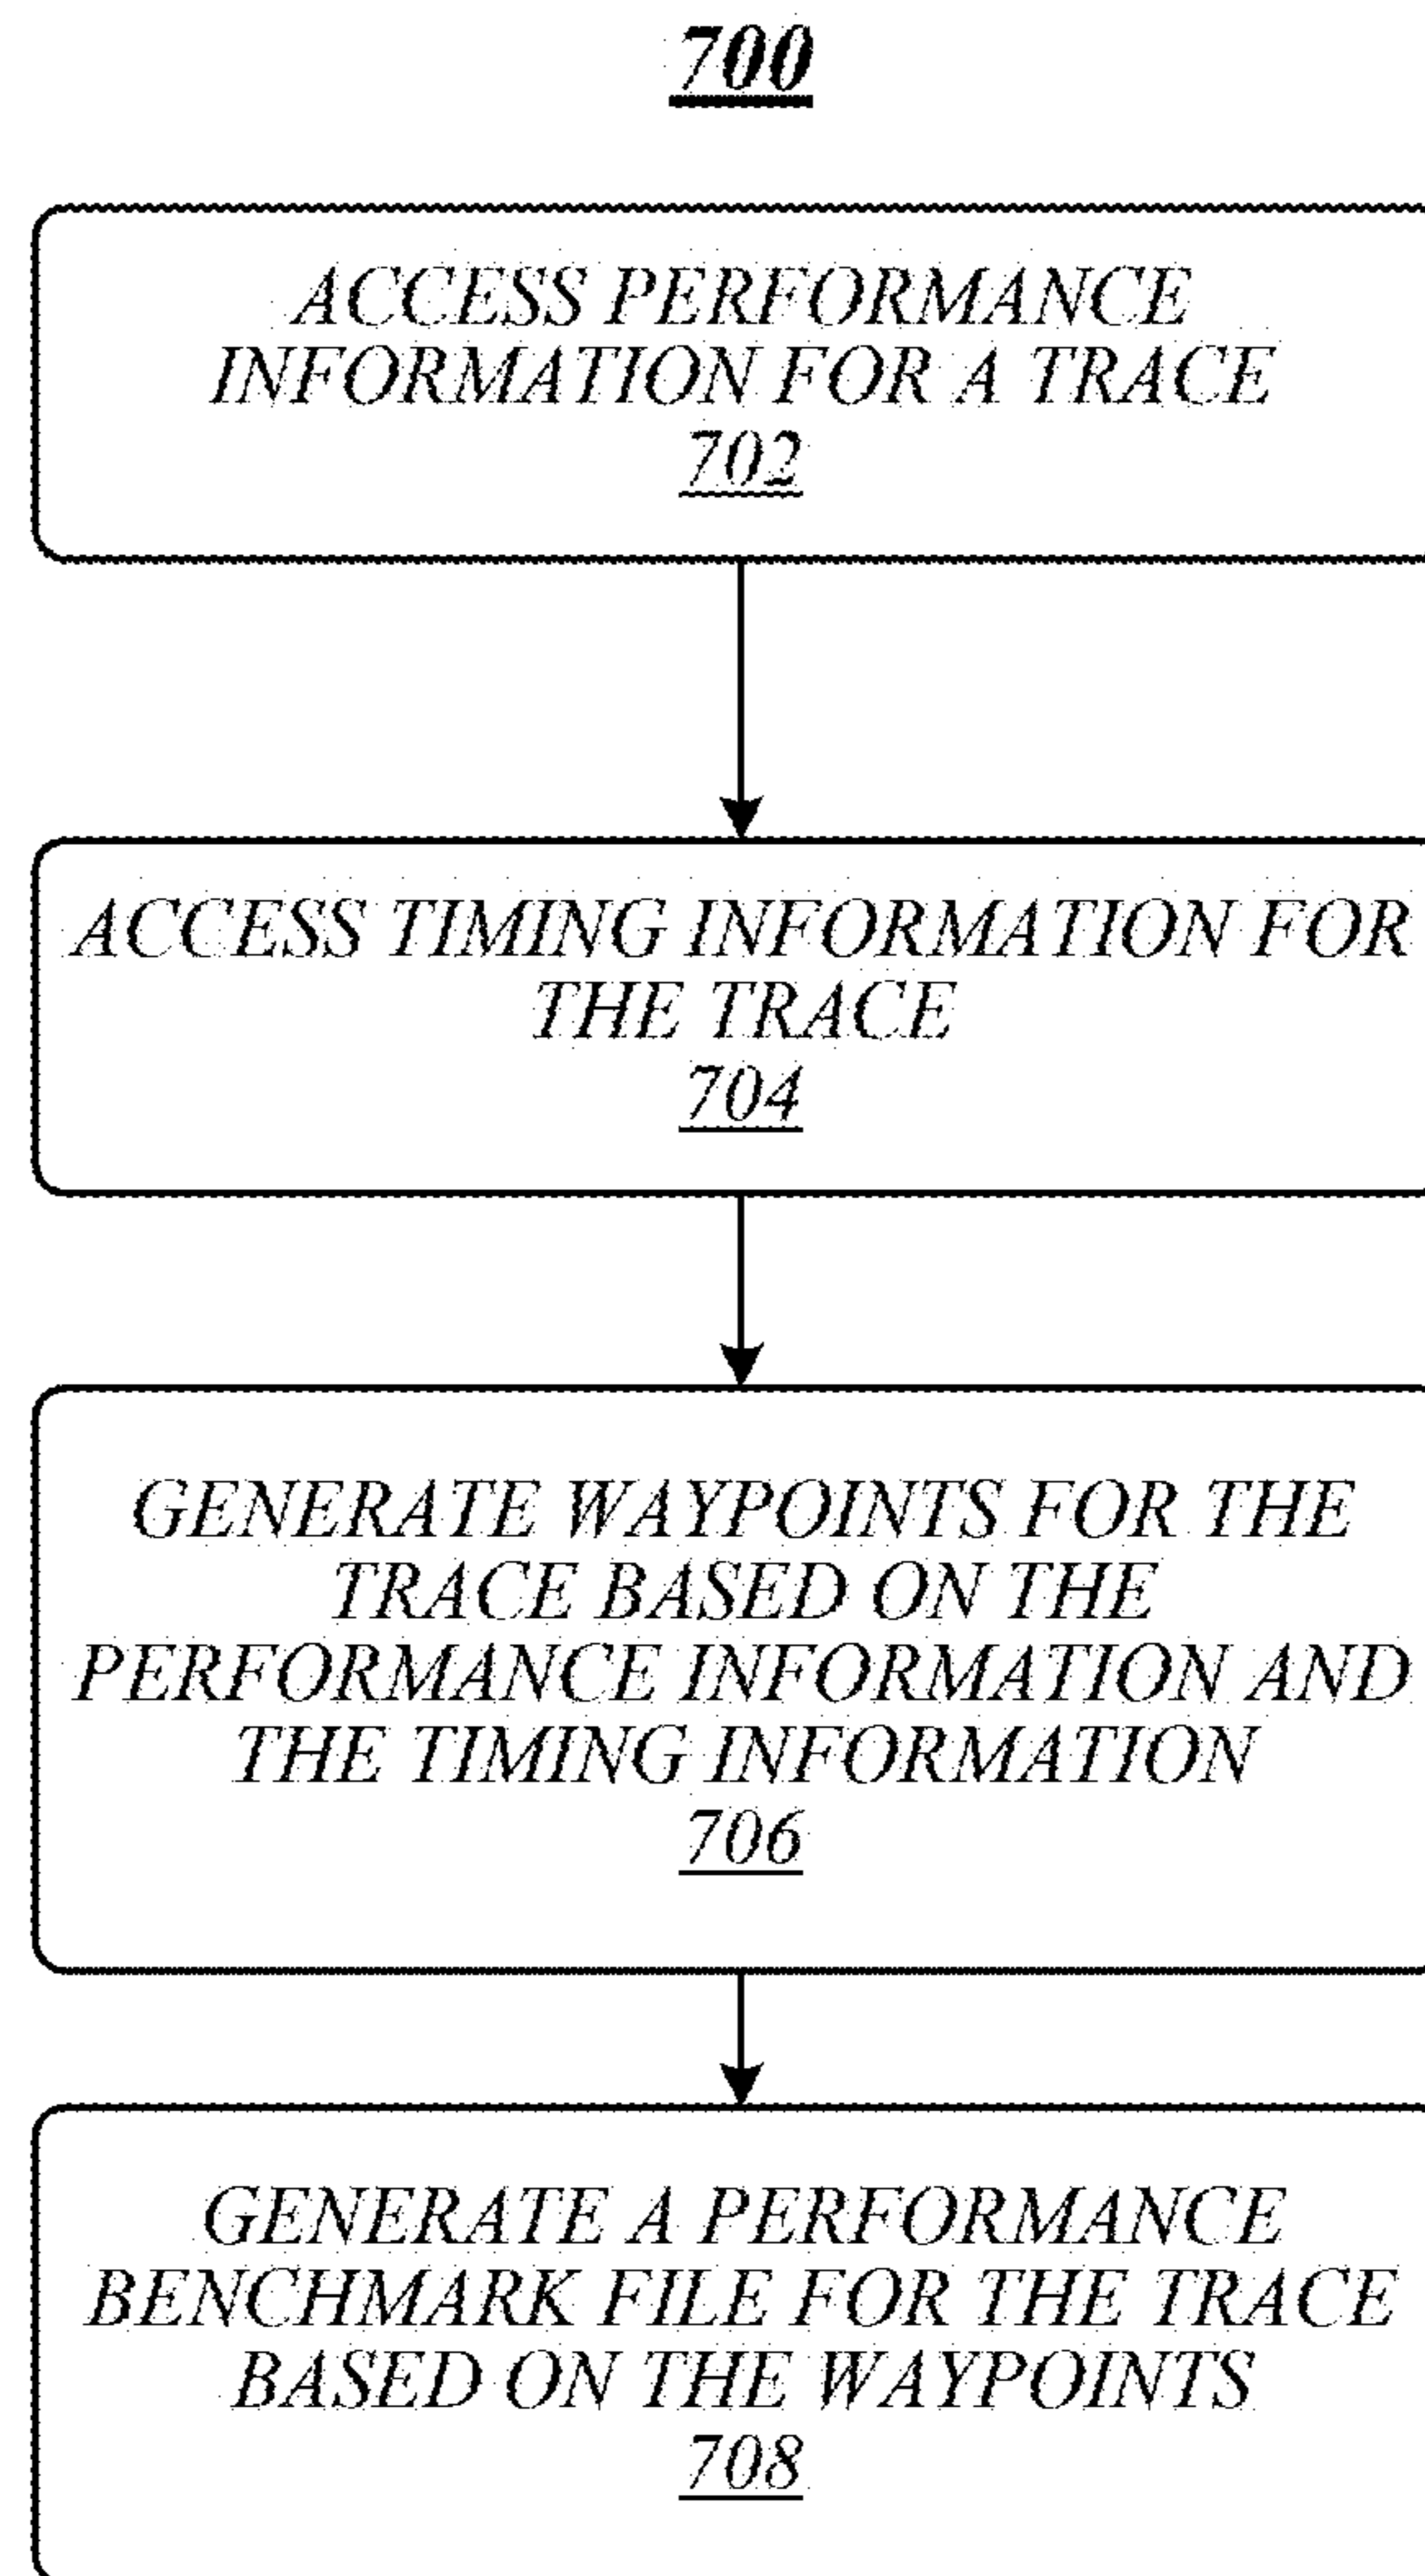 700
ACCESS PERFORMANCE
INFORMATION FOR A TRACE
702
ACCESS TIMING INFORMATION FOR
THE TRACE
704
GENERATE WAYPOINTS FOR THE
TRACE BASED ON THE
PERFORMANCE INFORMATION AND
THE TIMING INFORMATION
706
GENERATE A PERFORMANCE
BENCHMARK FILE FOR THE TRACE
BASED ON THE WAYPOINTS
708